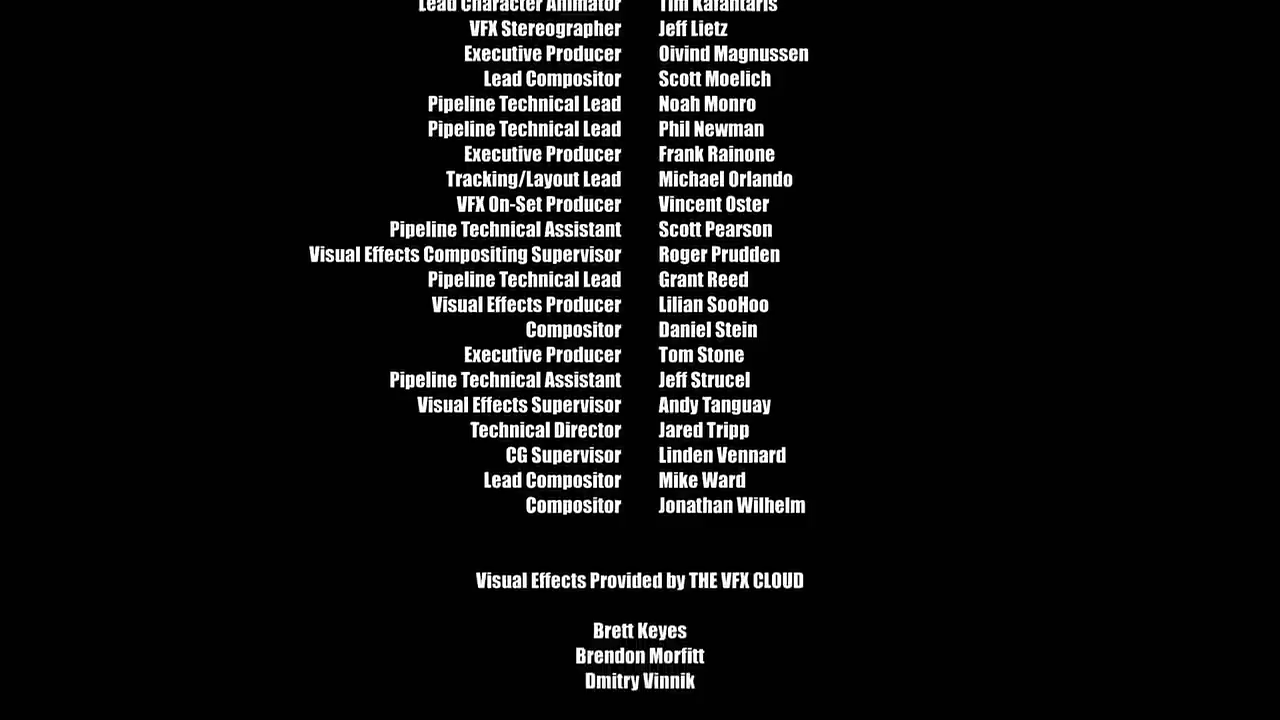 Lead Character Animator Tim Kafantaris
VFX Stereographer Jeff Lietz
Executive Producer Oivind Magnussen
Lead Compositor Scott Moelich
Pipeline Technical Lead Noah Monro
Pipeline Technical Lead Phil Newman
Executive Producer Frank Rainone
Tracking/Layout Lead Michael Orlando
VFX On-Set Producer Vincent Oster
Pipeline Technical Assistant Scott Pearson
Visual Effects Compositing Supervisor Roger Prudden
Pipeline Technical Lead Grant Reed
Visual Effects Producer Lilian SooHoo
Compositor Daniel Stein
Executive Producer Tom Stone
Pipeline Technical Assistant Jeff Strucel
Visual Effects Supervisor Andy Tanguay
Technical Director Jared Tripp
CG Supervisor Linden Vennard
Lead Compositor Mike Ward
Compositor Jonathan Wilhelm
Visual Effects Provided by THE VFX CLOUD
Brett Keyes
Brendon Morfitt
Dmitry Vinnik